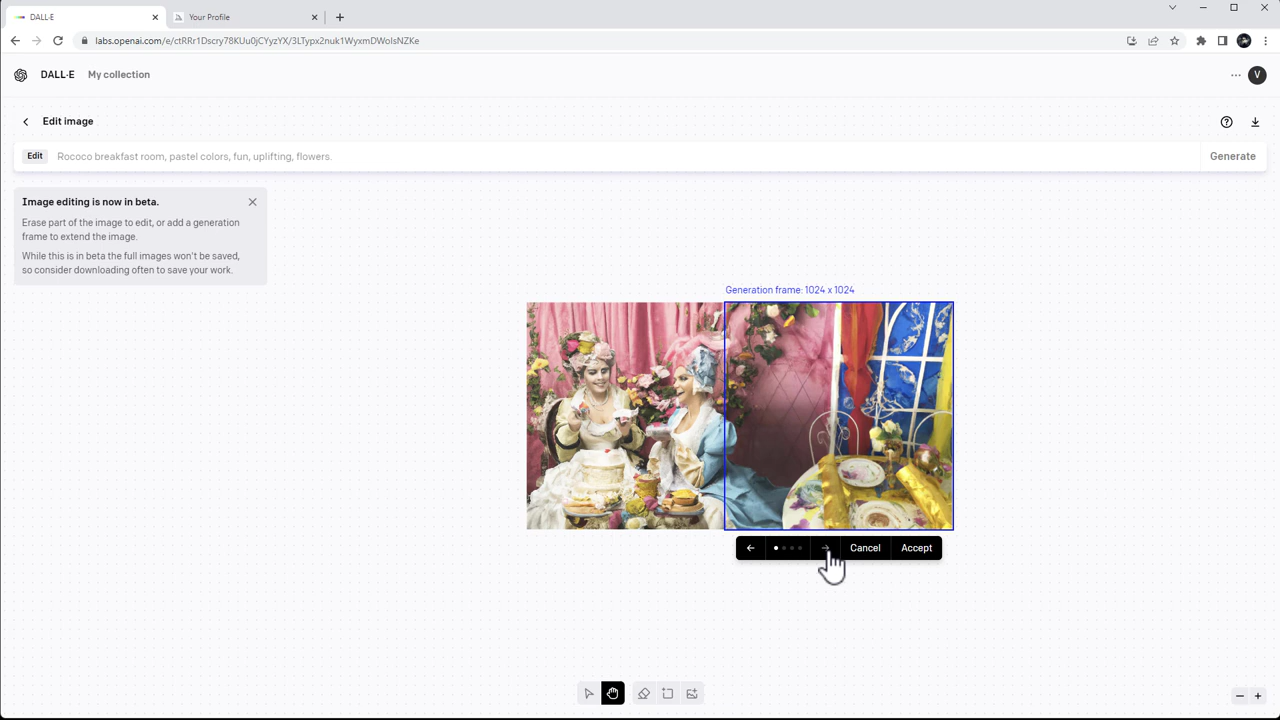 DALL·E
Your Profile
labs.openai.com/e/ctRRr1Dscry78KUu0jCYyzYX/3LTypx2nuk1WyxmDWoIsNZKe
DALL·E
My collection
V
Edit image
Edit
Rococo breakfast room, pastel colors, fun, uplifting, flowers.
Generate
Image editing is now in beta.
Erase part of the image to edit, or add a generation
frame to extend the image.
While this is in beta the full images won't be saved,
so consider downloading often to save your work.
Generation frame: 1024 x 1024
Cancel
Accept